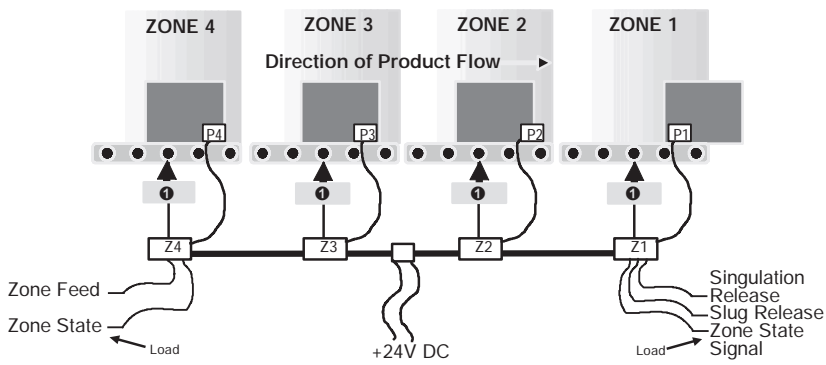 ZONE 4 ZONE 3 ZONE 2 ZONE 1
Direction of Product Flow
P4 P3 P2 P1
❶ ❶ ❶ ❶
Z4 Z3 Z2 Z1
Zone Feed
Zone State
Load
+24V DC
Singulation
Release
Slug Release
Zone State
Signal
Load